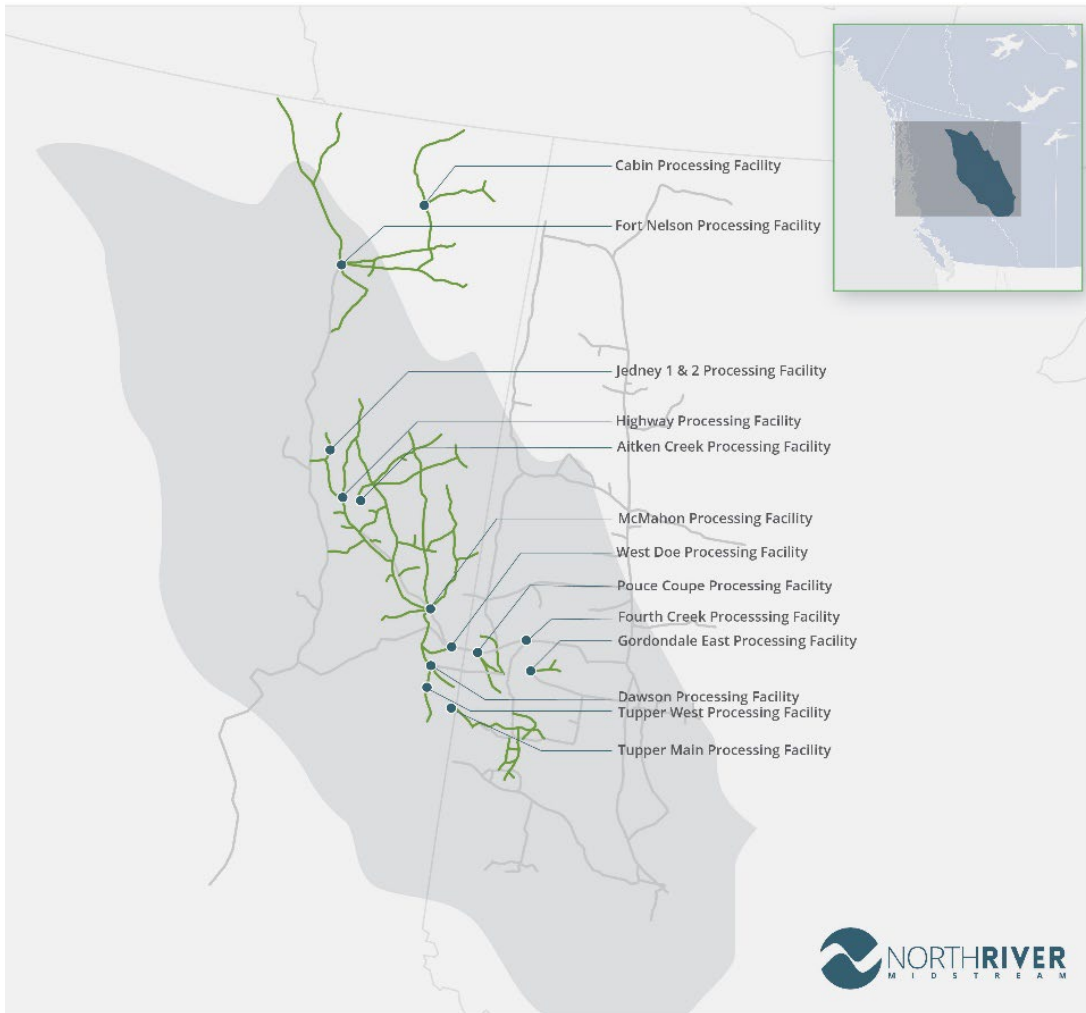 Cabin Processing Facility
Fort Nelson Processing Facility
Jedney 1 & 2 Processing Facility
Highway Processing Facility
Aitken Creek Processing Facility
McMahon Processing Facility
West Doe Processing Facility
Pouce Coupe Processing Facility
Fourth Creek Processsing Facility
Gordondale East Processing Facility
Dawson Processing Facility
Tupper West Processing Facility
Tupper Main Processing Facility
NORTHRIVER
MIDSTREAM